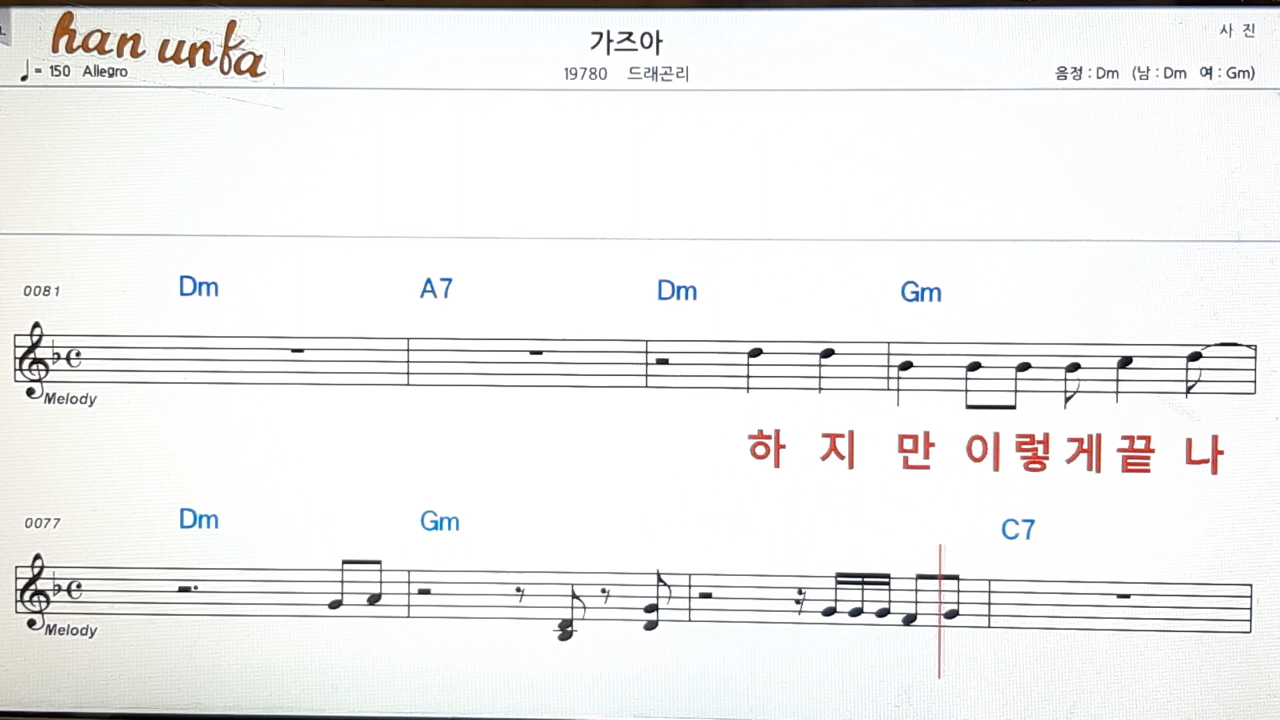 han unfa
사 진
가즈아
♩= 150 Allegro
19780 드래곤리
음정 : Dm (남 : Dm 여 : Gm)
0081 Dm A7 Dm Gm
Melody
하 지 만 이 렇 게 끝 나
0077 Dm Gm C7
Melody